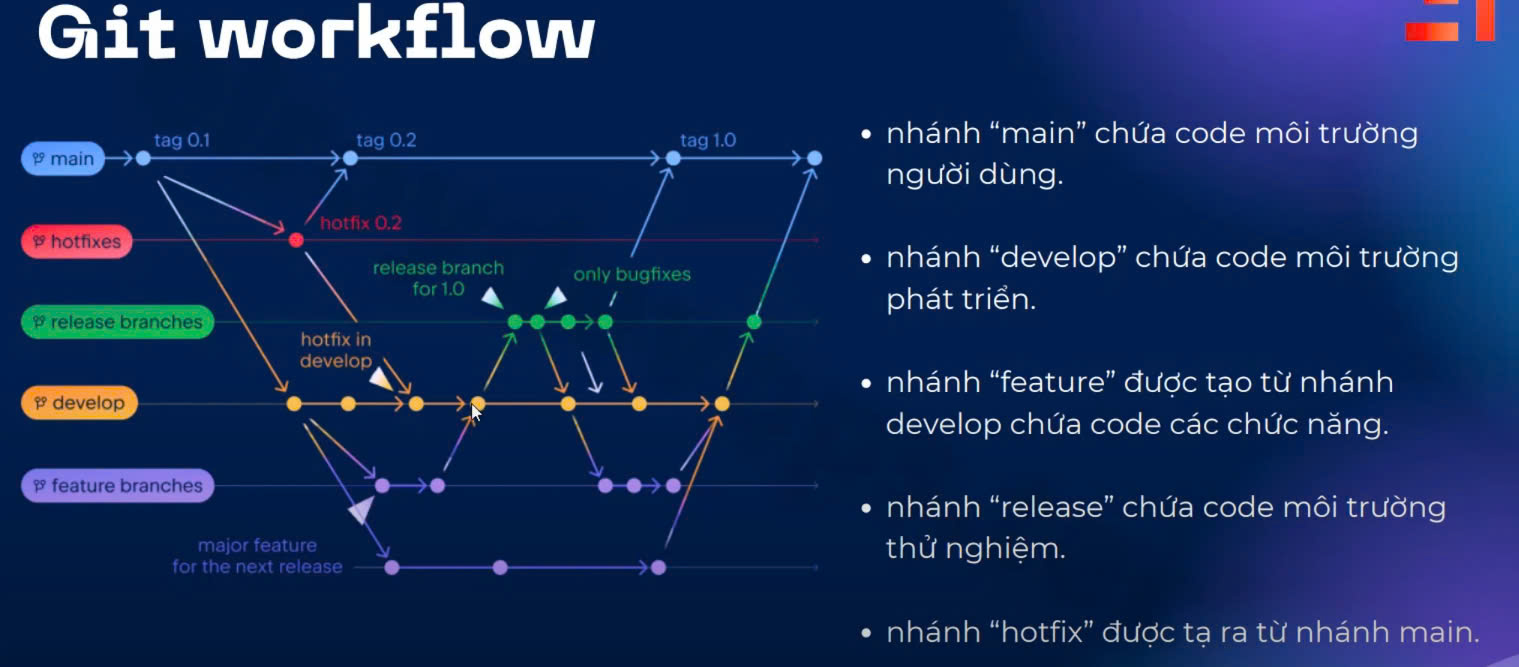 Git workflow
tag 0.1
tag 0.2
tag 1.0
main
hotfix 0.2
hotfixes
release branch
for 1.0
only bugfixes
release branches
hotfix in
develop
develop
feature branches
major feature
for the next release
• nhánh “main” chứa code môi trường
người dùng.
• nhánh “develop” chứa code môi trường
phát triển.
• nhánh “feature” được tạo từ nhánh
develop chứa code các chức năng.
• nhánh “release” chứa code môi trường
thử nghiệm.
• nhánh “hotfix” được tạ ra từ nhánh main.